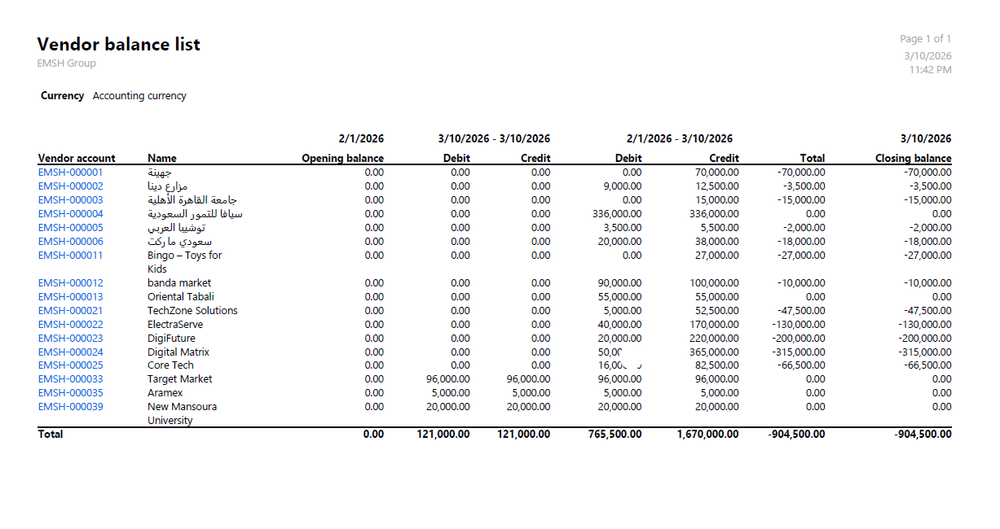 Vendor balance list
Page 1 of 1
EMSH Group
3/10/2026
11:42 PM
Currency Accounting currency
2/1/2026 3/10/2026 - 3/10/2026 2/1/2026 - 3/10/2026 3/10/2026
Vendor account Name Opening balance Debit Credit Debit Credit Total Closing balance
EMSH-000001 جهينة 0.00 0.00 0.00 0.00 70,000.00 -70,000.00 -70,000.00
EMSH-000002 مزارع دينا 0.00 0.00 0.00 9,000.00 12,500.00 -3,500.00 -3,500.00
EMSH-000003 جامعة القاهرة الأهلية 0.00 0.00 0.00 0.00 15,000.00 -15,000.00 -15,000.00
EMSH-000004 سيافا للتمور السعودية 0.00 0.00 0.00 336,000.00 336,000.00 0.00 0.00
EMSH-000005 توشيبا العربي 0.00 0.00 0.00 3,500.00 5,500.00 -2,000.00 -2,000.00
EMSH-000006 سعودي ماركت 0.00 0.00 0.00 20,000.00 38,000.00 -18,000.00 -18,000.00
EMSH-000011 Bingo – Toys for 0.00 0.00 0.00 0.00 27,000.00 -27,000.00 -27,000.00
Kids
EMSH-000012 banda market 0.00 0.00 0.00 90,000.00 100,000.00 -10,000.00 -10,000.00
EMSH-000013 Oriental Tabali 0.00 0.00 0.00 55,000.00 55,000.00 0.00 0.00
EMSH-000021 TechZone Solutions 0.00 0.00 0.00 5,000.00 52,500.00 -47,500.00 -47,500.00
EMSH-000022 ElectraServe 0.00 0.00 0.00 40,000.00 170,000.00 -130,000.00 -130,000.00
EMSH-000023 DigiFuture 0.00 0.00 0.00 20,000.00 220,000.00 -200,000.00 -200,000.00
EMSH-000024 Digital Matrix 0.00 0.00 0.00 365,000.00 -315,000.00 -315,000.00
EMSH-000025 Core Tech 0.00 0.00 0.00 82,500.00 -66,500.00 -66,500.00
EMSH-000033 Target Market 0.00 96,000.00 96,000.00 96,000.00 96,000.00 0.00 0.00
EMSH-000035 Aramex 0.00 5,000.00 5,000.00 5,000.00 5,000.00 0.00 0.00
EMSH-000039 New Mansoura 0.00 20,000.00 20,000.00 20,000.00 20,000.00 0.00 0.00
University
Total 0.00 121,000.00 121,000.00 765,500.00 1,670,000.00 -904,500.00 -904,500.00